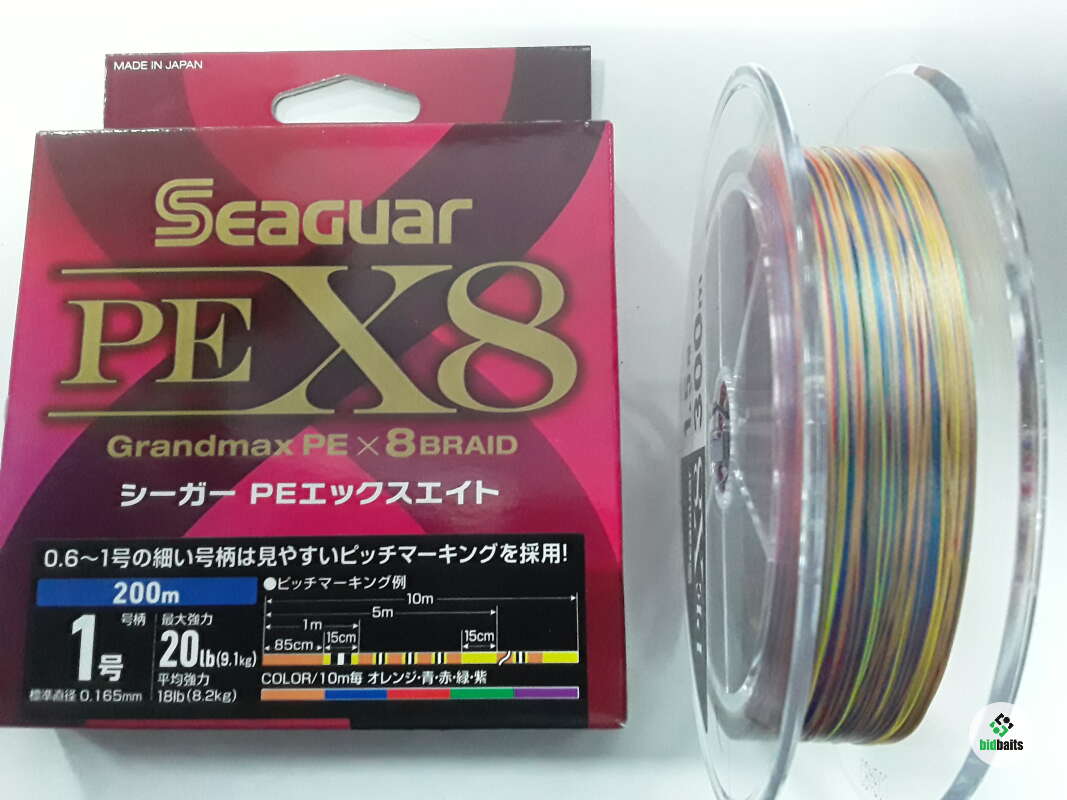 MADE IN JAPAN
SEAGUAR
PE X8
Grandmax PE×8BRAID
シーガー PEエックスエイト
0.6～1号の細い号柄は見やすいピッチマーキングを採用!
200m
●ピッチマーキング例
10m
5m
1m
85cm 15cm 15cm
号柄
1号
標準直径 0.165mm
最大強力
20lb(9.1kg)
平均強力
18lb(8.2kg)
COLOR/10m毎 オレンジ・青・赤・緑・紫
300m
bidbaits